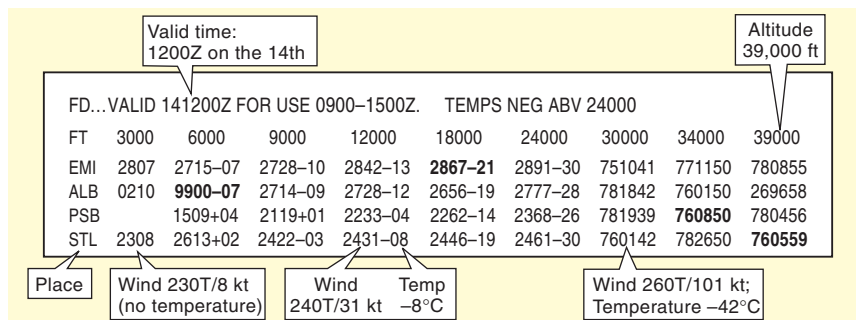 Valid time:
1200Z on the 14th
Altitude
39,000 ft
FD...VALID 141200Z FOR USE 0900–1500Z. TEMPS NEG ABV 24000
FT 3000 6000 9000 12000 18000 24000 30000 34000 39000
EMI 2807 2715–07 2728–10 2842–13 2867–21 2891–30 751041 771150 780855
ALB 0210 9900–07 2714–09 2728–12 2656–19 2777–28 781842 760150 269658
PSB 1509+04 2119+01 2233–04 2262–14 2368–26 781939 760850 780456
STL 2308 2613+02 2422–03 2431–08 2446–19 2461–30 760142 782650 760559
Place
Wind 230T/8 kt
(no temperature)
Wind Temp
240T/31 kt –8°C
Wind 260T/101 kt;
Temperature –42°C